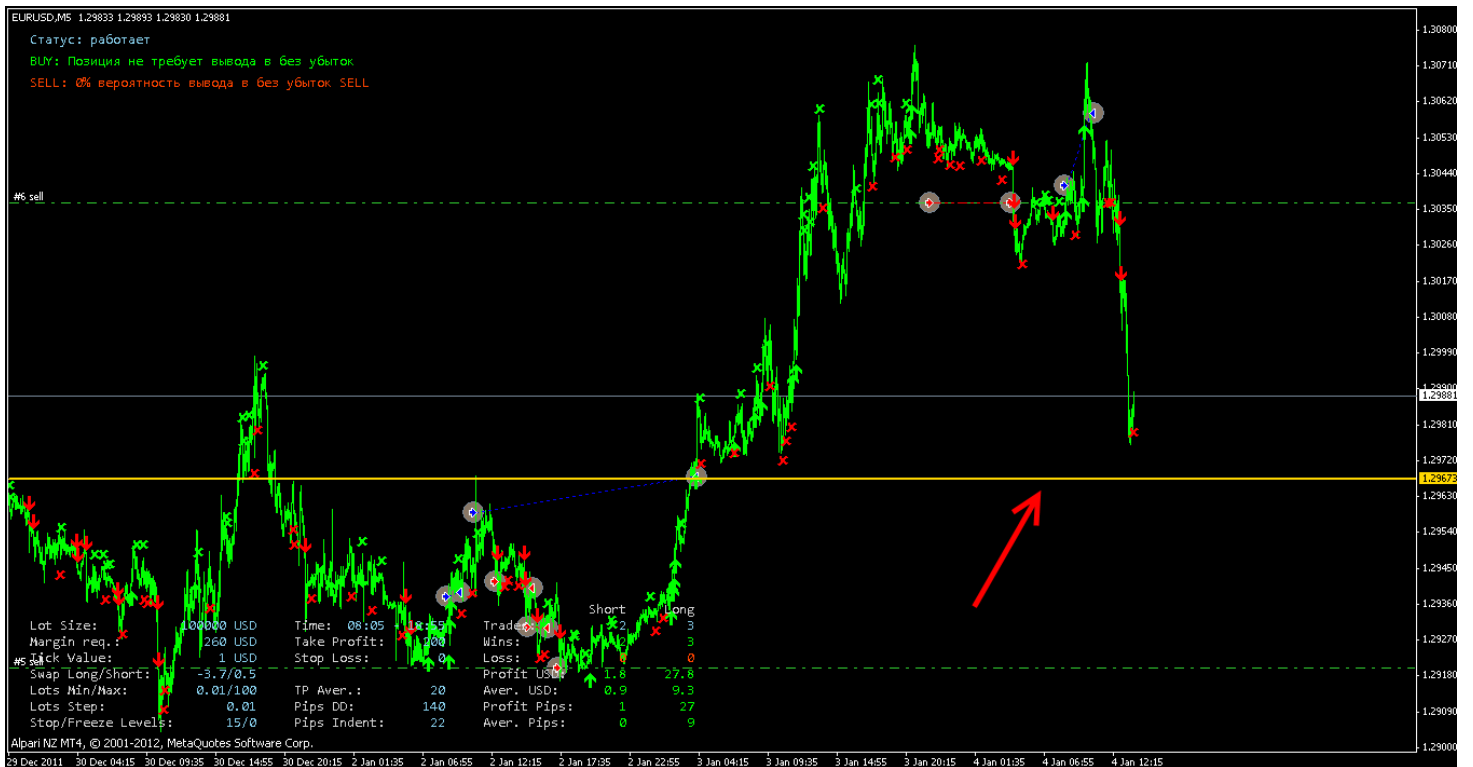 EURUSD,M5 1.29833 1.29893 1.29830 1.29881
Статус: работает
BUY: Позиция не требует вывода в без убыток
SELL: 0% вероятность вывода в без убыток SELL
1.30800
1.30710
1.30620
1.30530
1.30440
#6 sell
1.30350
1.30260
1.30170
1.30080
1.29990
1.29900
1.29881
1.29810
1.29720
1.29673
1.29630
1.29540
1.29450
1.29360
1.29270
1.29180
1.29090
1.29000
Short Long
Lot Size: 100000 USD Time: 08:05 - 18:55 Trades: 2 3
Margin req.: 260 USD Take Profit: 200 Wins: 2 3
Tick Value: 1 USD Stop Loss: 0 Loss: 0 0
#5 sell
Swap Long/Short: -3.7/0.5 Profit USD: 1.8 27.8
Lots Min/Max: 0.01/100 TP Aver.: 20 Aver. USD: 0.9 9.3
Lots Step: 0.01 Pips DD: 140 Profit Pips: 1 27
Stop/Freeze Levels: 15/0 Pips Indent: 22 Aver. Pips: 0 9
Alpari NZ MT4, © 2001-2012, MetaQuotes Software Corp.
29 Dec 2011 30 Dec 04:15 30 Dec 09:35 30 Dec 14:55 30 Dec 20:15 2 Jan 01:35 2 Jan 06:55 2 Jan 12:15 2 Jan 17:35 2 Jan 22:55 3 Jan 04:15 3 Jan 09:35 3 Jan 14:55 3 Jan 20:15 4 Jan 01:35 4 Jan 06:55 4 Jan 12:15